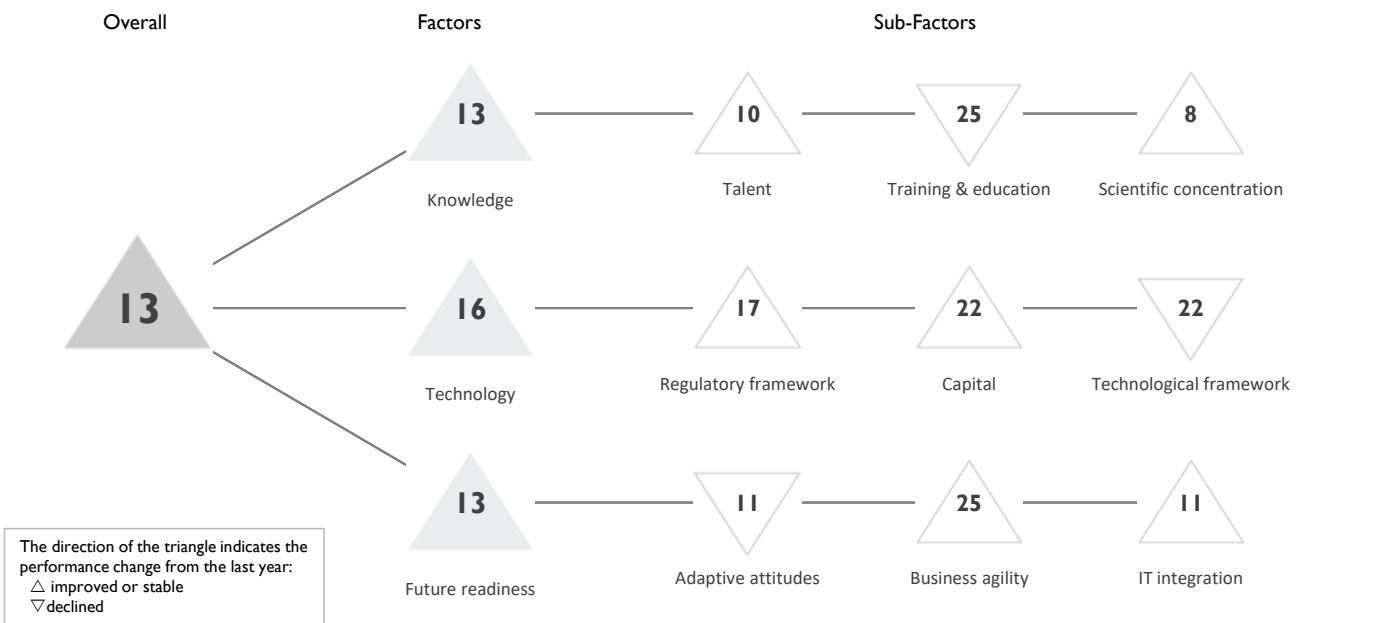 Overall
Factors
Sub-Factors
13
10
25
8
Knowledge
Talent
Training & education
Scientific concentration
13
16
17
22
22
Technology
Regulatory framework
Capital
Technological framework
13
11
25
11
Future readiness
Adaptive attitudes
Business agility
IT integration
The direction of the triangle indicates the
performance change from the last year:
△ improved or stable
▽ declined